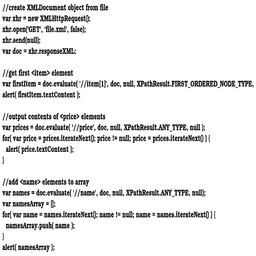 //create XMLDocument object from file
var xhr = new XMLHttpRequest();
xhr.open('GET', 'file.xml', false);
xhr.send(null);
var doc = xhr.responseXML;
//get first <item> element
var firstItem = doc.evaluate( '//item[1]', doc, null, XPathResult.FIRST_ORDERED_NODE_TYPE,
alert( firstItem.textContent );
//output contents of <price> elements
var prices = doc.evaluate( '//price', doc, null, XPathResult.ANY_TYPE, null );
for( var price = prices.iterateNext(); price != null; price = prices.iterateNext() ) {
alert( price.textContent );
}
//add <name> elements to array
var names = doc.evaluate( '//name', doc, null, XPathResult.ANY_TYPE, null);
var namesArray = [];
for( var name = names.iterateNext(); name != null; name = names.iterateNext() ) {
namesArray.push( name );
}
alert( namesArray );